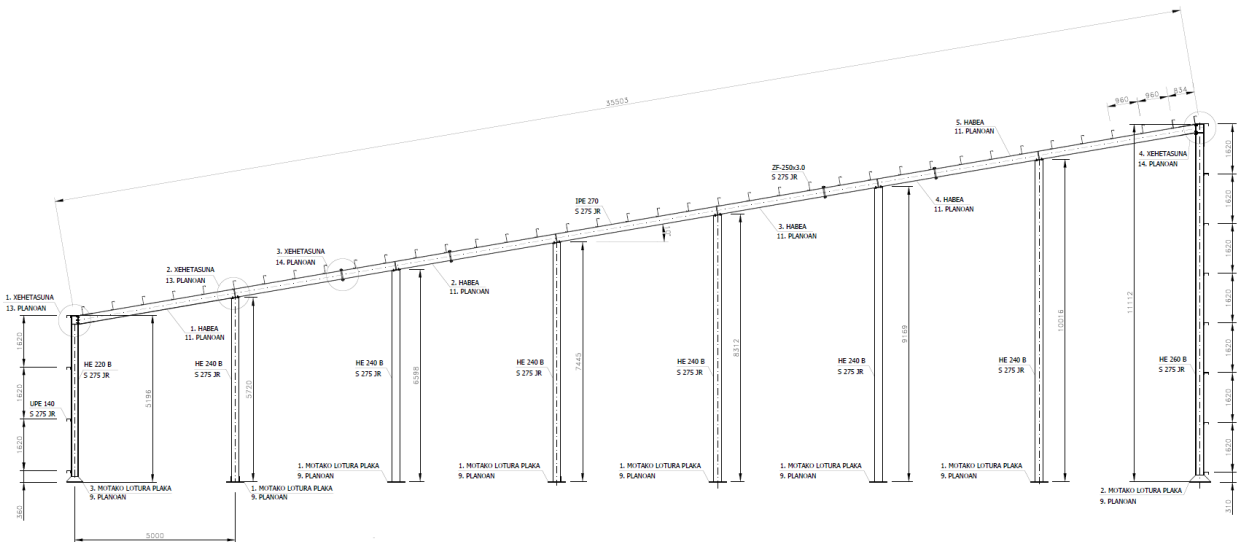 35503
960
960
834
5. HABEA
11. PLANOAN
4. XEHETASUNA
14. PLANOAN
1620
1620
1620
1620
1620
1620
1620
310
ZF-250x3.0
S 275 JR
4. HABEA
11. PLANOAN
IPE 270
S 275 JR
3. HABEA
11. PLANOAN
3. XEHETASUNA
14. PLANOAN
2. XEHETASUNA
13. PLANOAN
2. HABEA
11. PLANOAN
1. XEHETASUNA
13. PLANOAN
1. HABEA
11. PLANOAN
1620
1620
1620
360
UPE 140
S 275 JR
HE 220 B
S 275 JR
5196
HE 240 B
S 275 JR
5720
HE 240 B
S 275 JR
6598
HE 240 B
S 275 JR
7445
HE 240 B
S 275 JR
8312
HE 240 B
S 275 JR
9169
HE 240 B
S 275 JR
10016
HE 260 B
S 275 JR
11112
3. MOTAKO LOTURA PLAKA
9. PLANOAN
1. MOTAKO LOTURA PLAKA
9. PLANOAN
1. MOTAKO LOTURA PLAKA
9. PLANOAN
1. MOTAKO LOTURA PLAKA
9. PLANOAN
1. MOTAKO LOTURA PLAKA
9. PLANOAN
1. MOTAKO LOTURA PLAKA
9. PLANOAN
1. MOTAKO LOTURA PLAKA
9. PLANOAN
2. MOTAKO LOTURA PLAKA
9. PLANOAN
5000